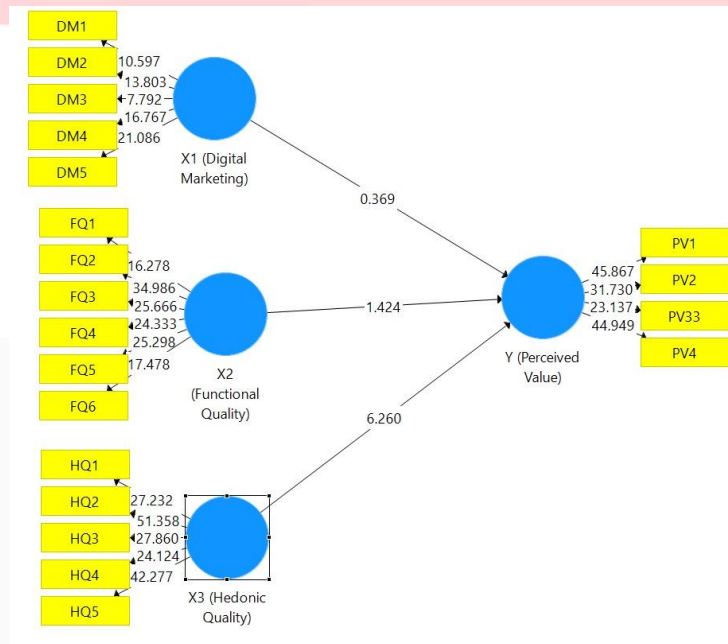 DM1
DM2
DM3
DM4
DM5
10.597
13.803
7.792
16.767
21.086
X1 (Digital
Marketing)
0.369
FQ1
FQ2
FQ3
FQ4
FQ5
FQ6
16.278
34.986
25.666
24.333
25.298
17.478
X2
(Functional
Quality)
1.424
HQ1
HQ2
HQ3
HQ4
HQ5
27.232
51.358
27.860
24.124
42.277
X3 (Hedonic
Quality)
6.260
Y (Perceived
Value)
45.867
31.730
23.137
44.949
PV1
PV2
PV33
PV4